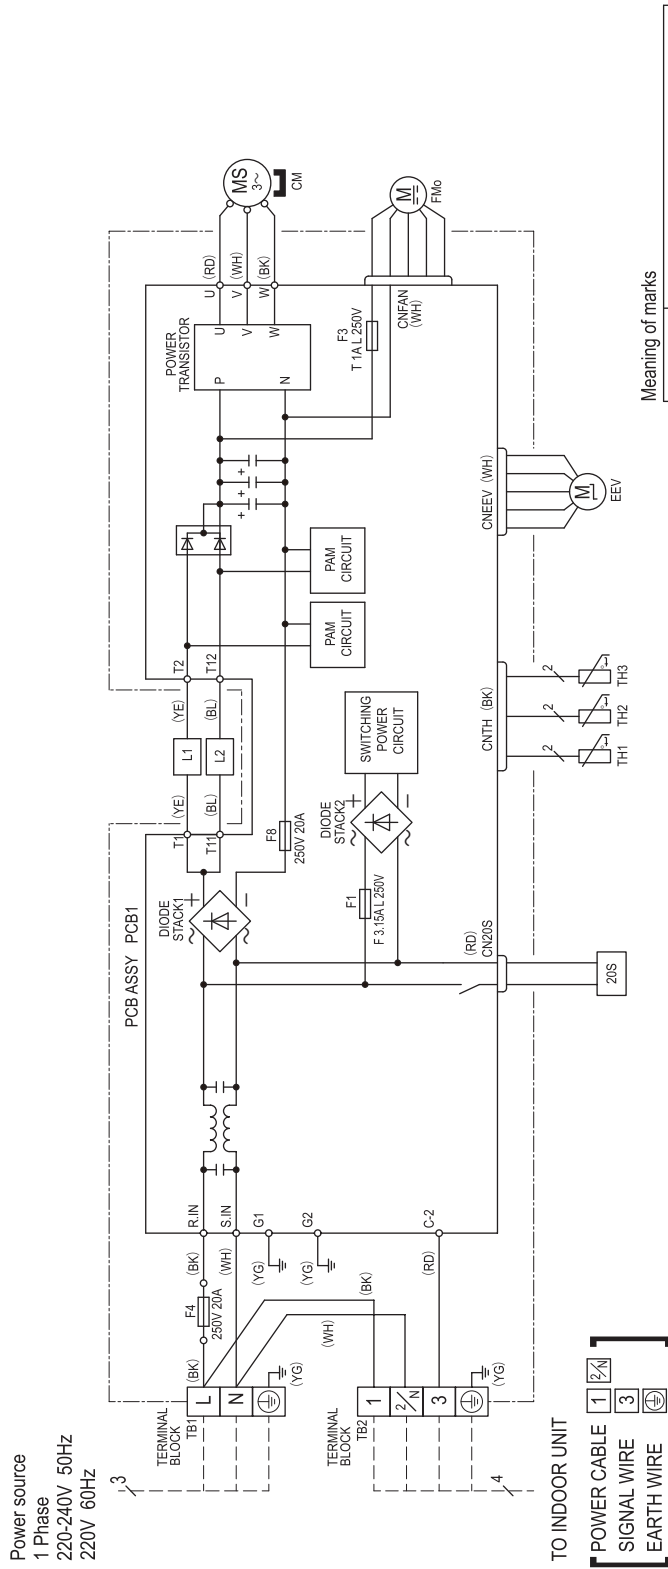 Power source
1 Phase
220-240V 50Hz
220V 60Hz
3
TERMINAL
BLOCK
TB1
L
N
(YG)
(BK)
F4
250V 20A
(BK)
(WH)
R.IN
S.IN
G1
(YG)
G2
(YG)
C-2
(RD)
(BK)
(WH)
TERMINAL
BLOCK
TB2
1
2/N
3
(YG)
4
TO INDOOR UNIT
POWER CABLE 1 2/N
SIGNAL WIRE 3
EARTH WIRE
PCB ASSY PCB1
DIODE
STACK1
+
−
T1
T11
(YE)
(BL)
L1
L2
(YE)
(BL)
T2
T12
F8
250V 20A
F1
F 3.15A L 250V
DIODE
STACK2
+
−
SWITCHING
POWER
CIRCUIT
PAM
CIRCUIT
PAM
CIRCUIT
+
+
+
POWER
TRANSISTOR
P
N
U
V
W
U (RD)
V (WH)
W (BK)
MS
3~
CM
F3
T 1A L 250V
CNFAN
(WH)
M
FMo
(RD)
CN20S
20S
CNTH (BK)
2
2
2
TH1
TH2
TH3
t°
t°
t°
CNEEV (WH)
M
EEV
Meaning of marks